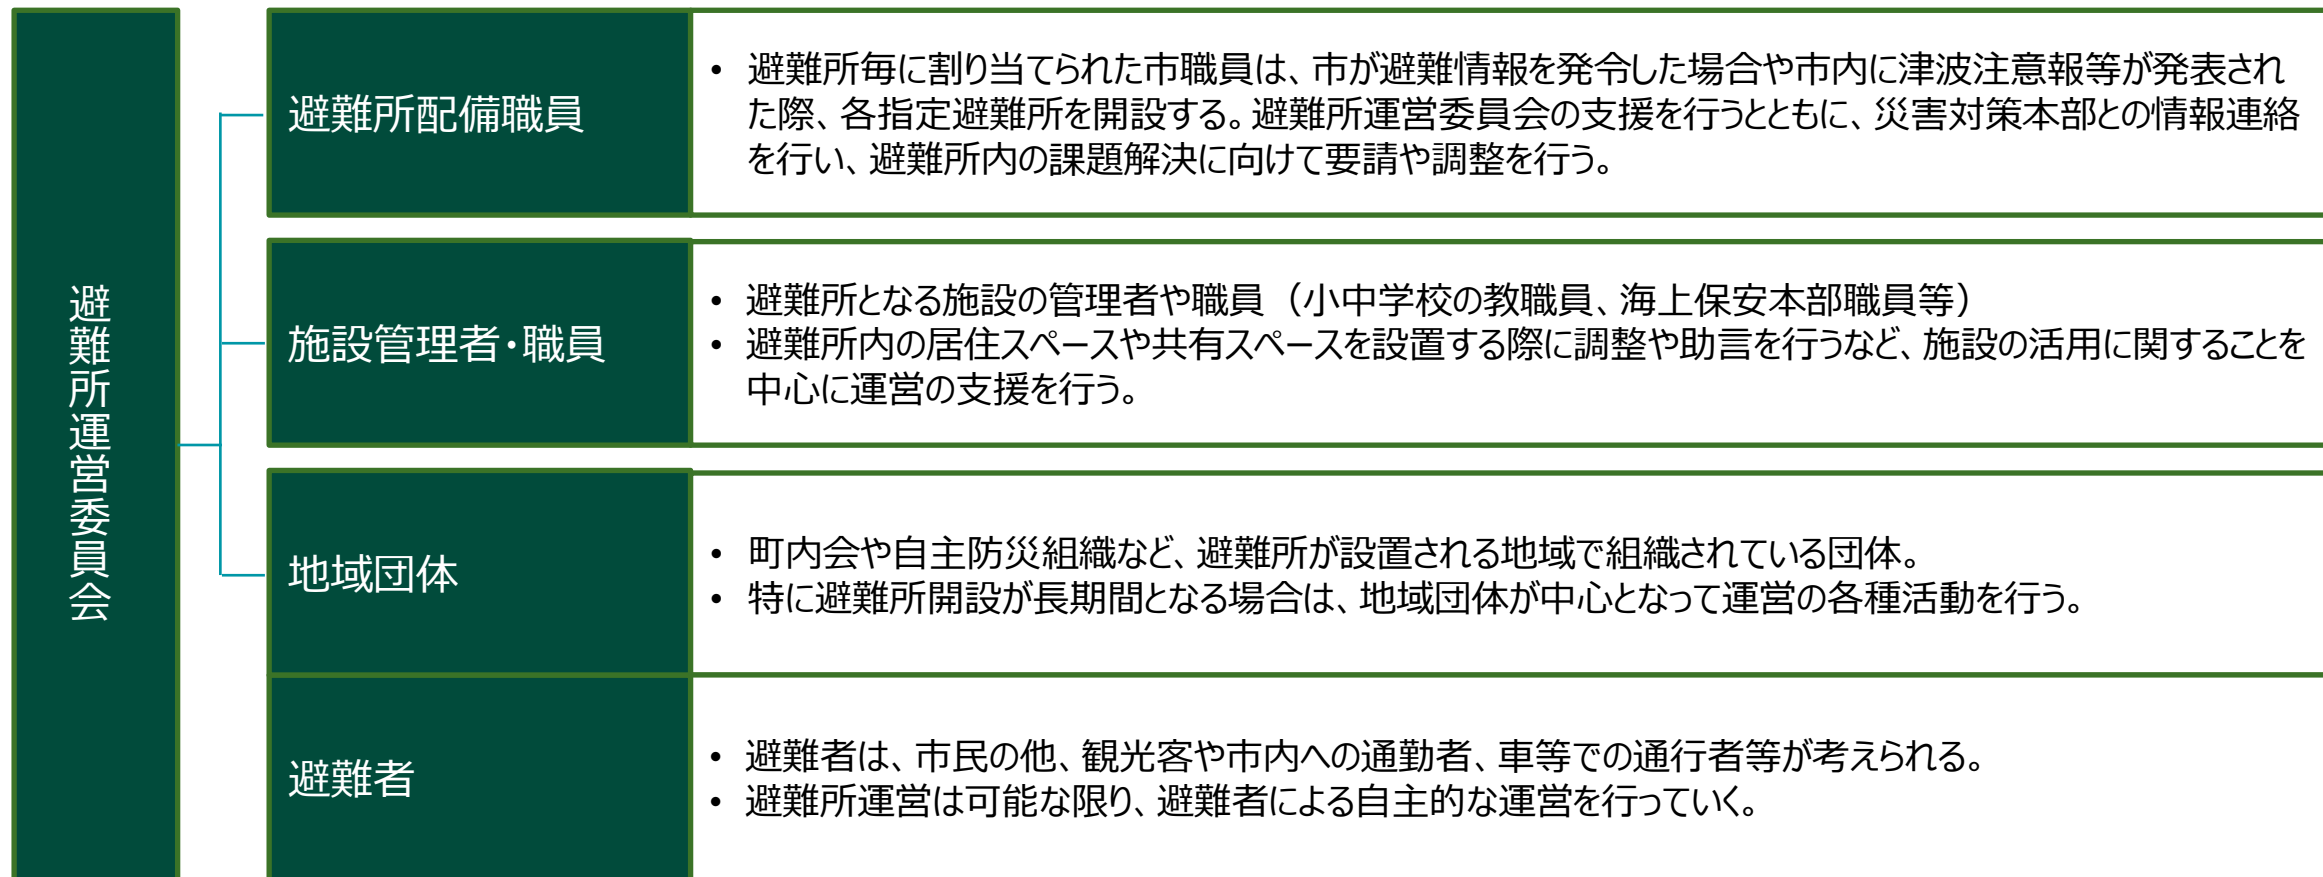 避難所運営委員会
避難所配備職員
• 避難所毎に割り当てられた市職員は、市が避難情報を発令した場合や市内に津波注意報等が発表され
た際、各指定避難所を開設する。避難所運営委員会の支援を行うとともに、災害対策本部との情報連絡
を行い、避難所内の課題解決に向けて要請や調整を行う。
施設管理者・職員
• 避難所となる施設の管理者や職員（小中学校の教職員、海上保安本部職員等）
• 避難所内の居住スペースや共有スペースを設置する際に調整や助言を行うなど、施設の活用に関することを
中心に運営の支援を行う。
地域団体
• 町内会や自主防災組織など、避難所が設置される地域で組織されている団体。
• 特に避難所開設が長期間となる場合は、地域団体が中心となって運営の各種活動を行う。
避難者
• 避難者は、市民の他、観光客や市内への通勤者、車等での通行者等が考えられる。
• 避難所運営は可能な限り、避難者による自主的な運営を行っていく。